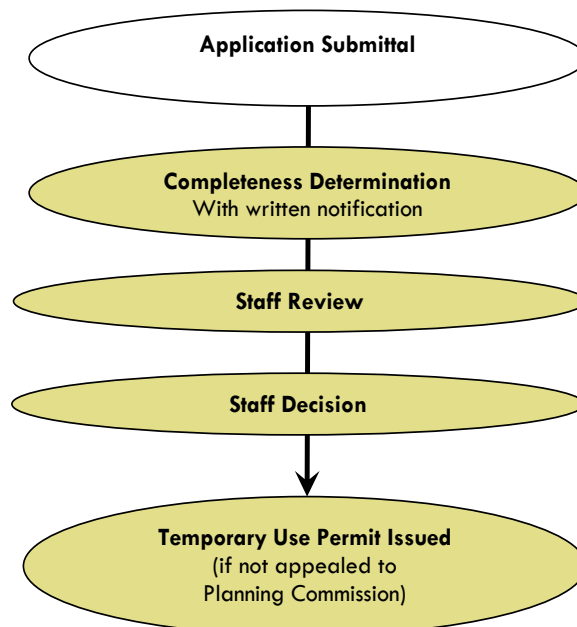 Application Submittal
Completeness Determination
With written notification
Staff Review
Staff Decision
Temporary Use Permit Issued
(if not appealed to
Planning Commission)